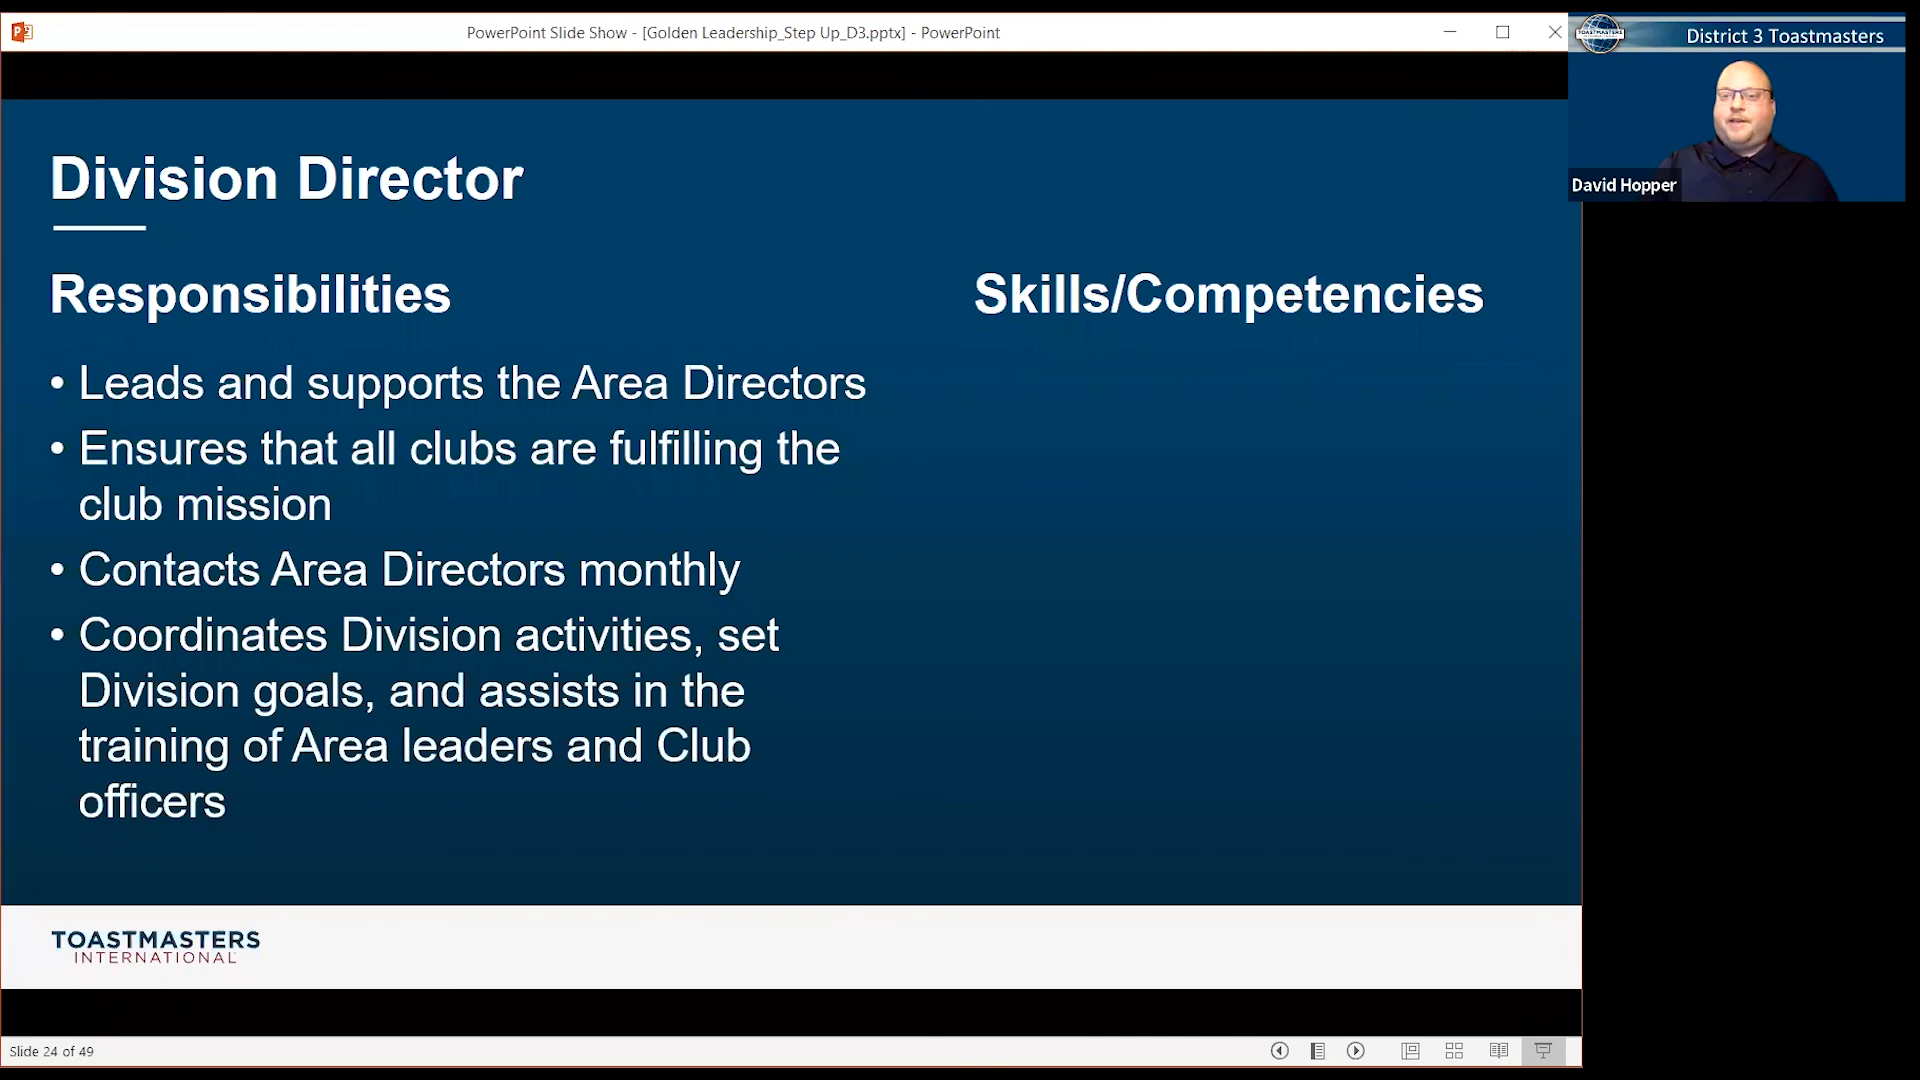 PowerPoint Slide Show - [Golden Leadership_Step Up_D3.pptx] - PowerPoint
TOASTMASTERS
District 3 Toastmasters
David Hopper
Division Director
Responsibilities
• Leads and supports the Area Directors
• Ensures that all clubs are fulfilling the
club mission
• Contacts Area Directors monthly
• Coordinates Division activities, set
Division goals, and assists in the
training of Area leaders and Club
officers
Skills/Competencies
TOASTMASTERS
INTERNATIONAL
Slide 24 of 49